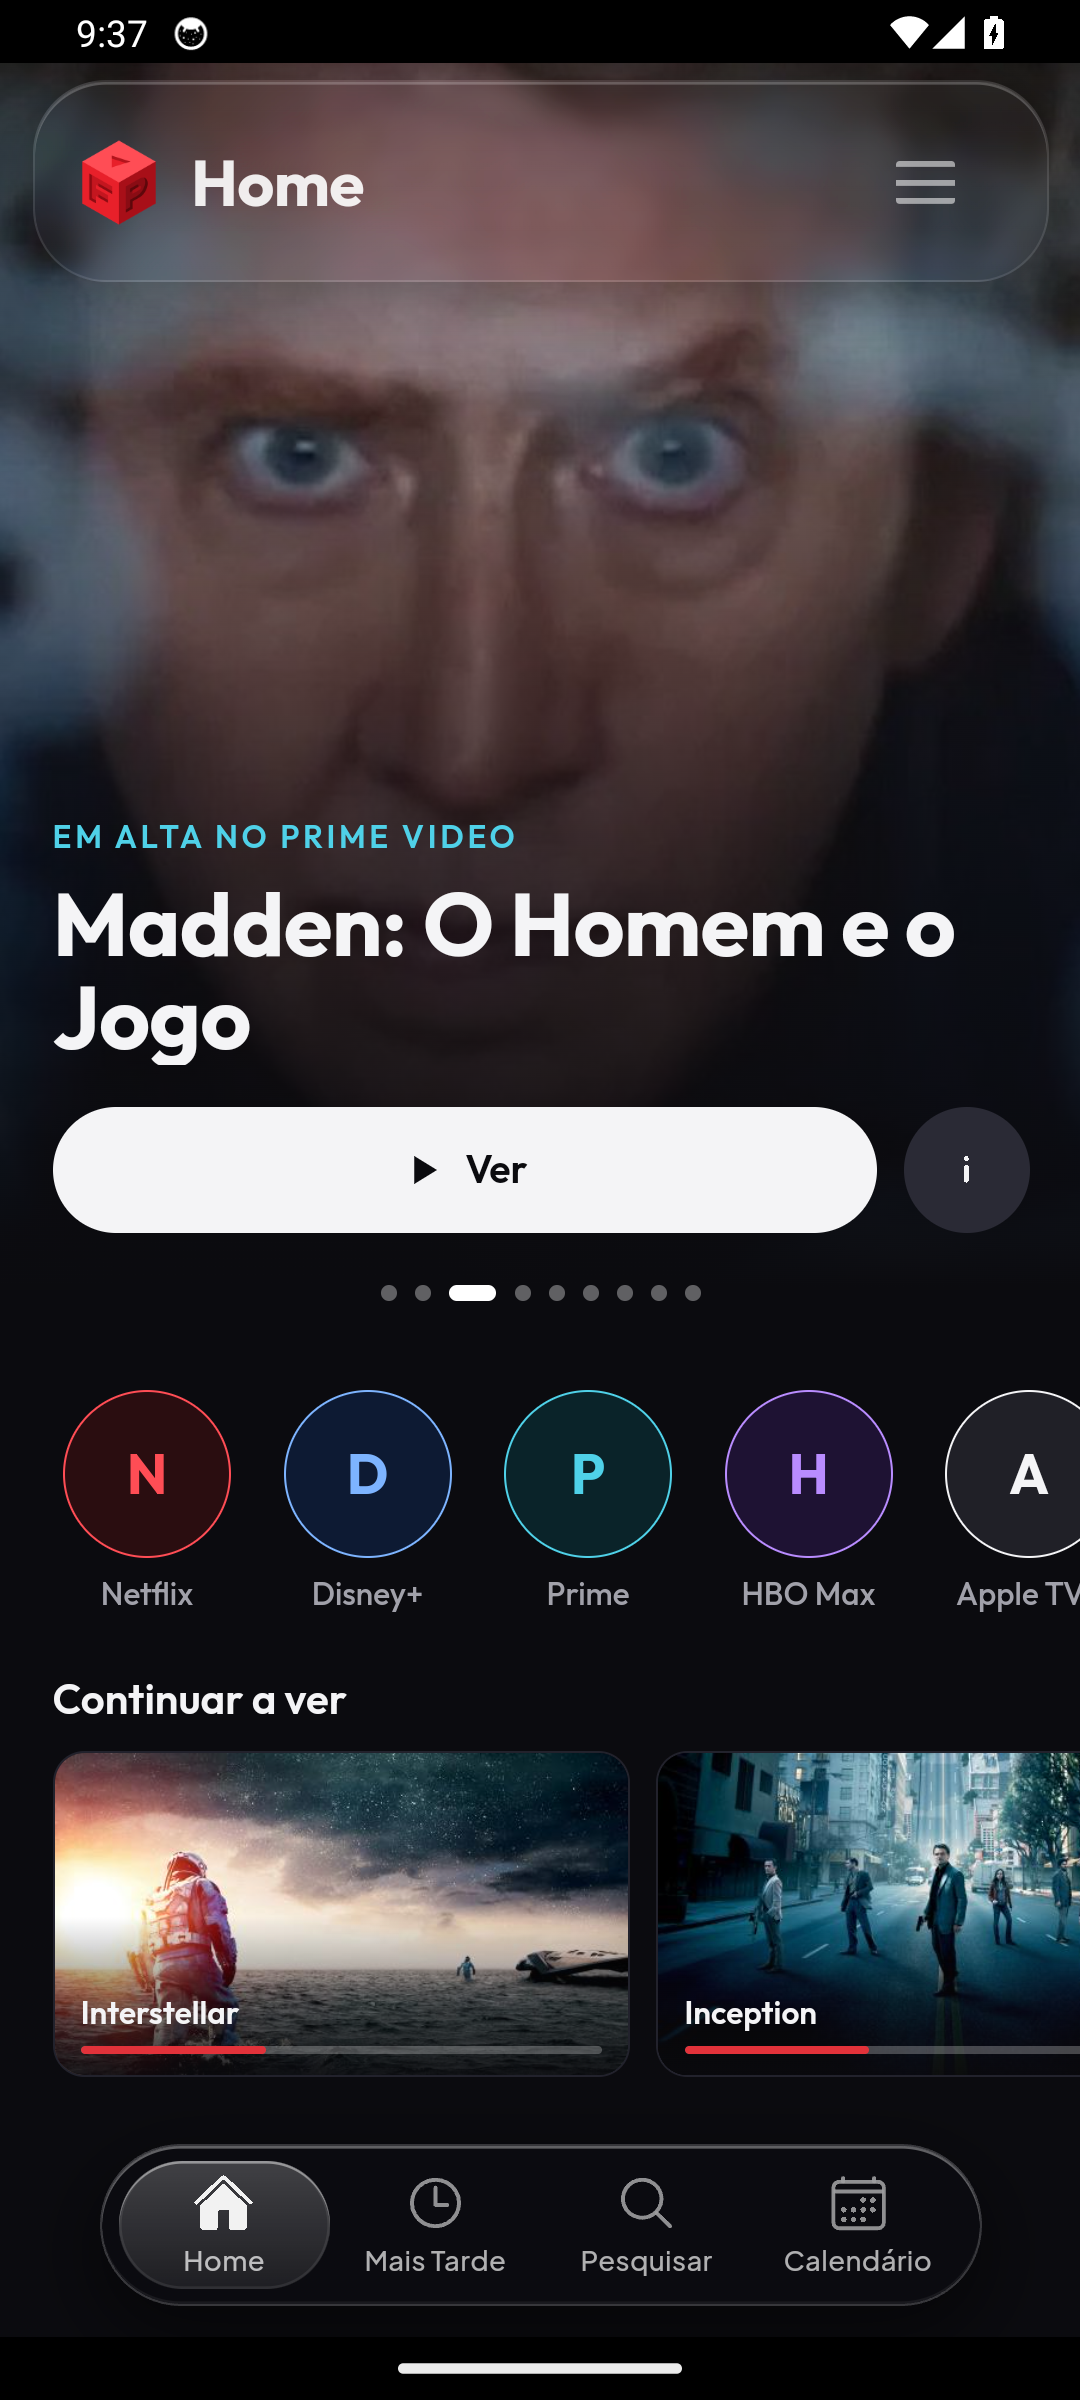 9:37
Home
EM ALTA NO PRIME VIDEO
Madden: O Homem e o
Jogo
Ver
i
N
D
P
H
A
Netflix
Disney+
Prime
HBO Max
Apple TV
Continuar a ver
Interstellar
Inception
Home
Mais Tarde
Pesquisar
Calendário